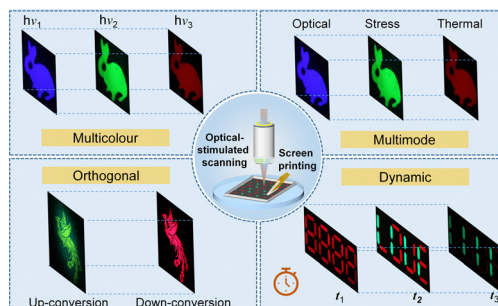 hν1 hν2 hν3
Multicolour
Optical Stress Thermal
Multimode
Optical-
stimulated
scanning
Screen
printing
Orthogonal
Up-conversion Down-conversion
Dynamic
t1 t2 t3